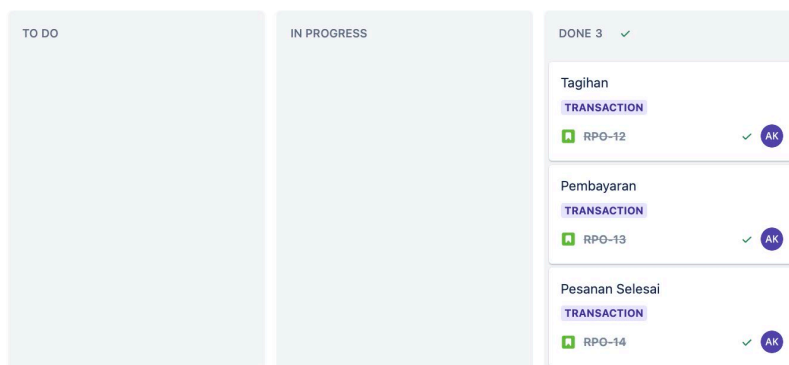 TO DO
IN PROGRESS
DONE 3
Tagihan
TRANSACTION
RPO-12
AK
Pembayaran
TRANSACTION
RPO-13
AK
Pesanan Selesai
TRANSACTION
RPO-14
AK